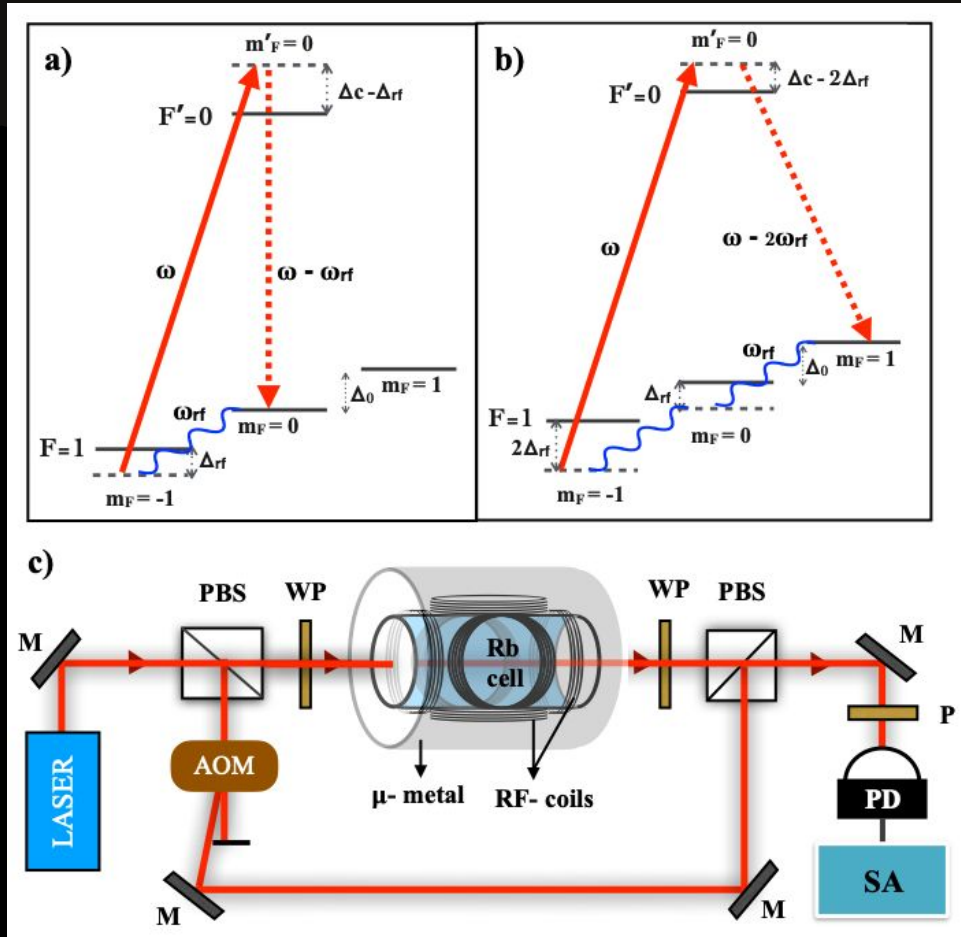 a)
m'F = 0
Δc - Δrf
F'=0
ω
ω - ωrf
ωrf
F=1
Δrf
mF = -1
mF = 0
Δ0
mF = 1
b)
m'F = 0
Δc - 2Δrf
F'=0
ω
ω - 2ωrf
ωrf
Δ0
mF = 1
Δrf
mF = 0
F=1
2Δrf
mF = -1
c)
PBS
WP
WP
PBS
M
M
Rb
cell
LASER
AOM
μ- metal
RF- coils
P
PD
M
M
SA